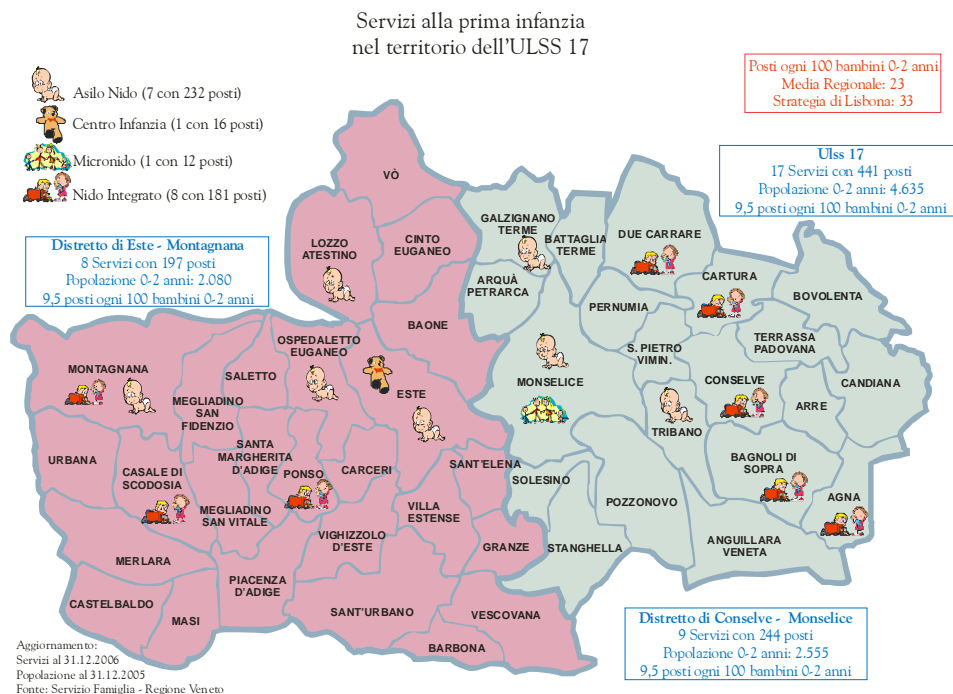 Servizi alla prima infanzia
nel territorio dell'ULSS 17
Asilo Nido (7 con 232 posti)
Centro Infanzia (1 con 16 posti)
Micronido (1 con 12 posti)
Nido Integrato (8 con 181 posti)
Posti ogni 100 bambini 0-2 anni
Media Regionale: 23
Strategia di Lisbona: 33
Ulss 17
17 Servizi con 441 posti
Popolazione 0-2 anni: 4.635
9,5 posti ogni 100 bambini 0-2 anni
Distretto di Este - Montagnana
8 Servizi con 197 posti
Popolazione 0-2 anni: 2.080
9,5 posti ogni 100 bambini 0-2 anni
VÒ
LOZZO
ATESTINO
CINTO
EUGANEO
GALZIGNANO
TERME
BATTAGLIA
TERME
DUE CARRARE
ARQUÀ
PETRARCA
CARTURA
PERNUMIA
BOVOLENTA
BAONE
OSPEDALETTO
EUGANEO
S. PIETRO
VIMIN.
TERRASSA
PADOVANA
MONTAGNANA
SALETTO
ESTE
MONSELICE
CONSELVE
CANDIANA
MEGLIADINO
SAN
FIDENZIO
ARRE
TRIBANO
URBANA
SANTA
MARGHERITA
D'ADIGE
CASALE DI
SCODOSIA
PONSO
CARCERI
SANT'ELENA
SOLESINO
BAGNOLI DI
SOPRA
MEGLIADINO
SAN VITALE
VILLA
ESTENSE
POZZONOVO
AGNA
VIGHIZZOLO
D'ESTE
GRANZE
STANGHELLA
ANGUILLARA
VENETA
MERLARA
PIACENZA
D'ADIGE
CASTELBALDO
MASI
SANT'URBANO
VESCOVANA
BARBONA
Distretto di Conselve - Monselice
9 Servizi con 244 posti
Popolazione 0-2 anni: 2.555
9,5 posti ogni 100 bambini 0-2 anni
Aggiornamento:
Servizi al 31.12.2006
Popolazione al 31.12.2005
Fonte: Servizio Famiglia - Regione Veneto